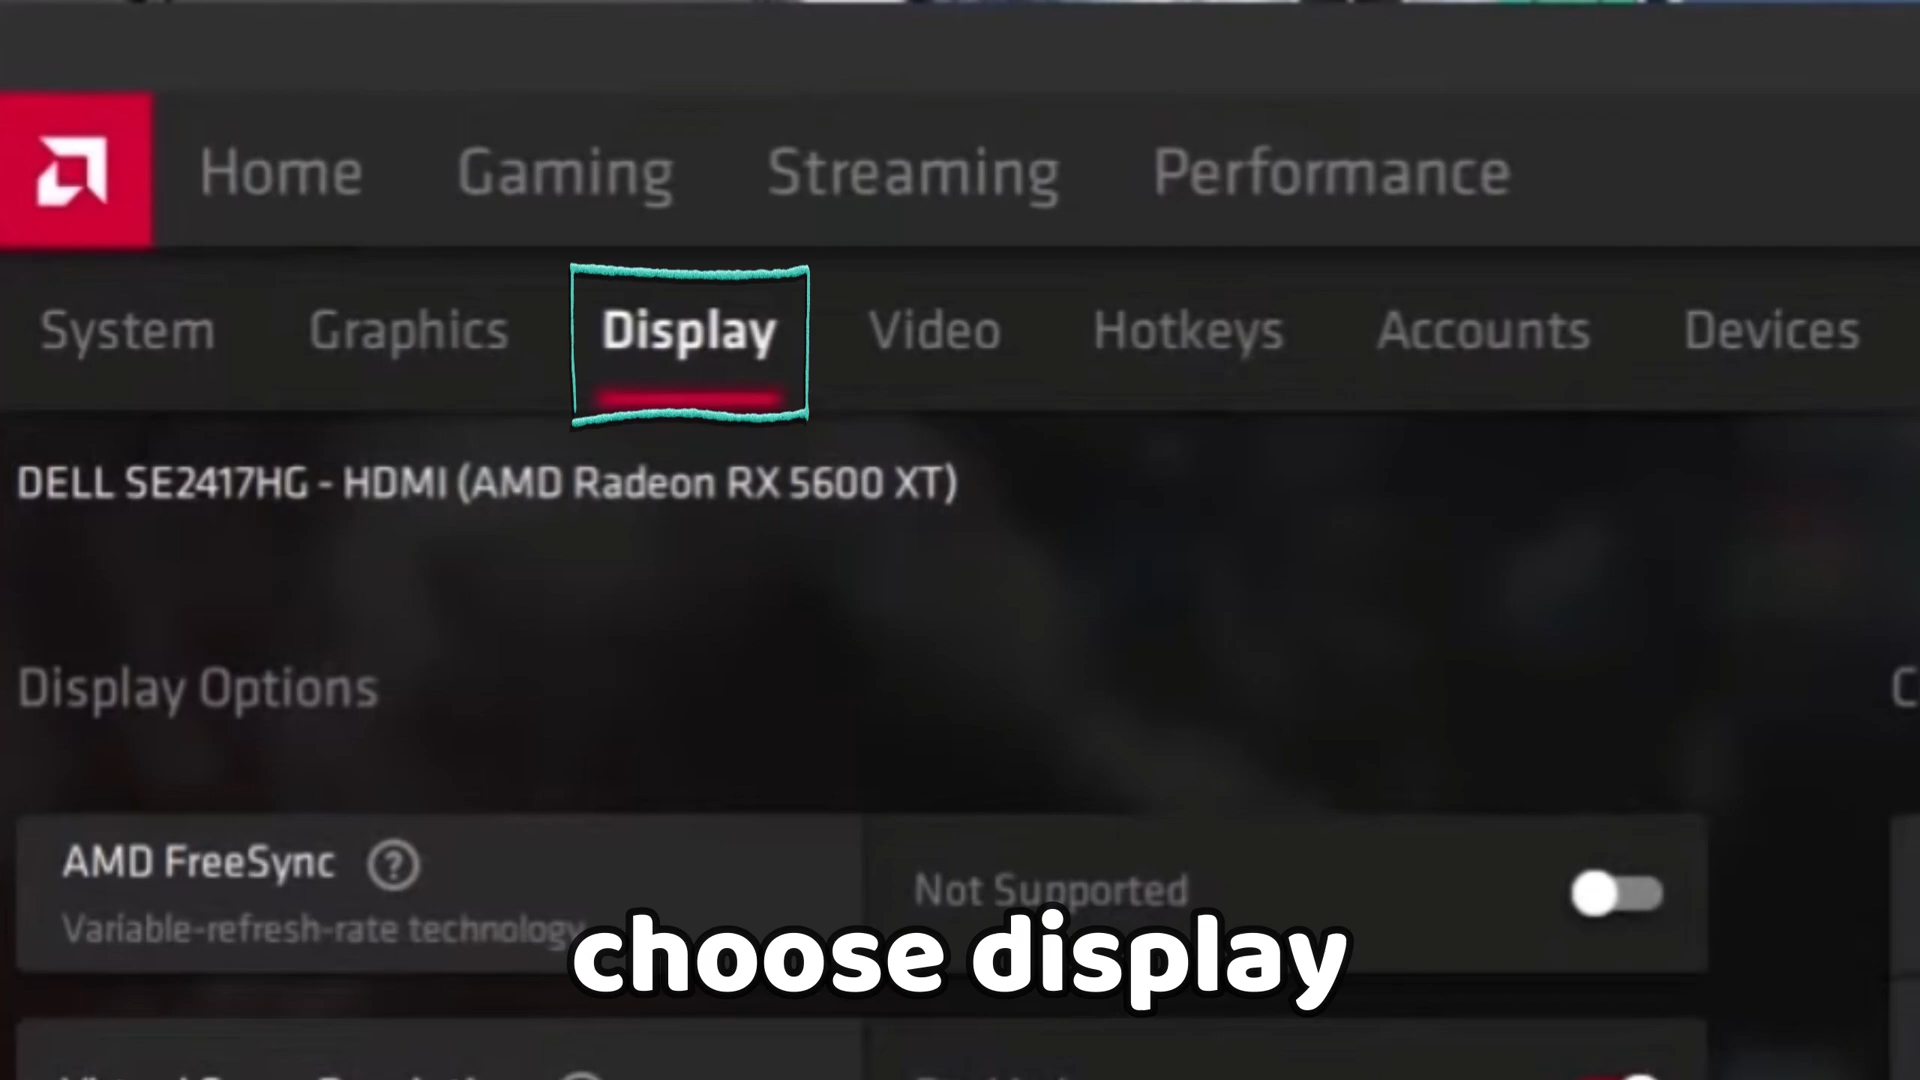 Home Gaming Streaming Performance
System Graphics Display Video Hotkeys Accounts Devices
DELL SE2417HG - HDMI (AMD Radeon RX 5600 XT)
Display Options
AMD FreeSync ?
Not Supported
Variable-refresh-rate technology
choose display